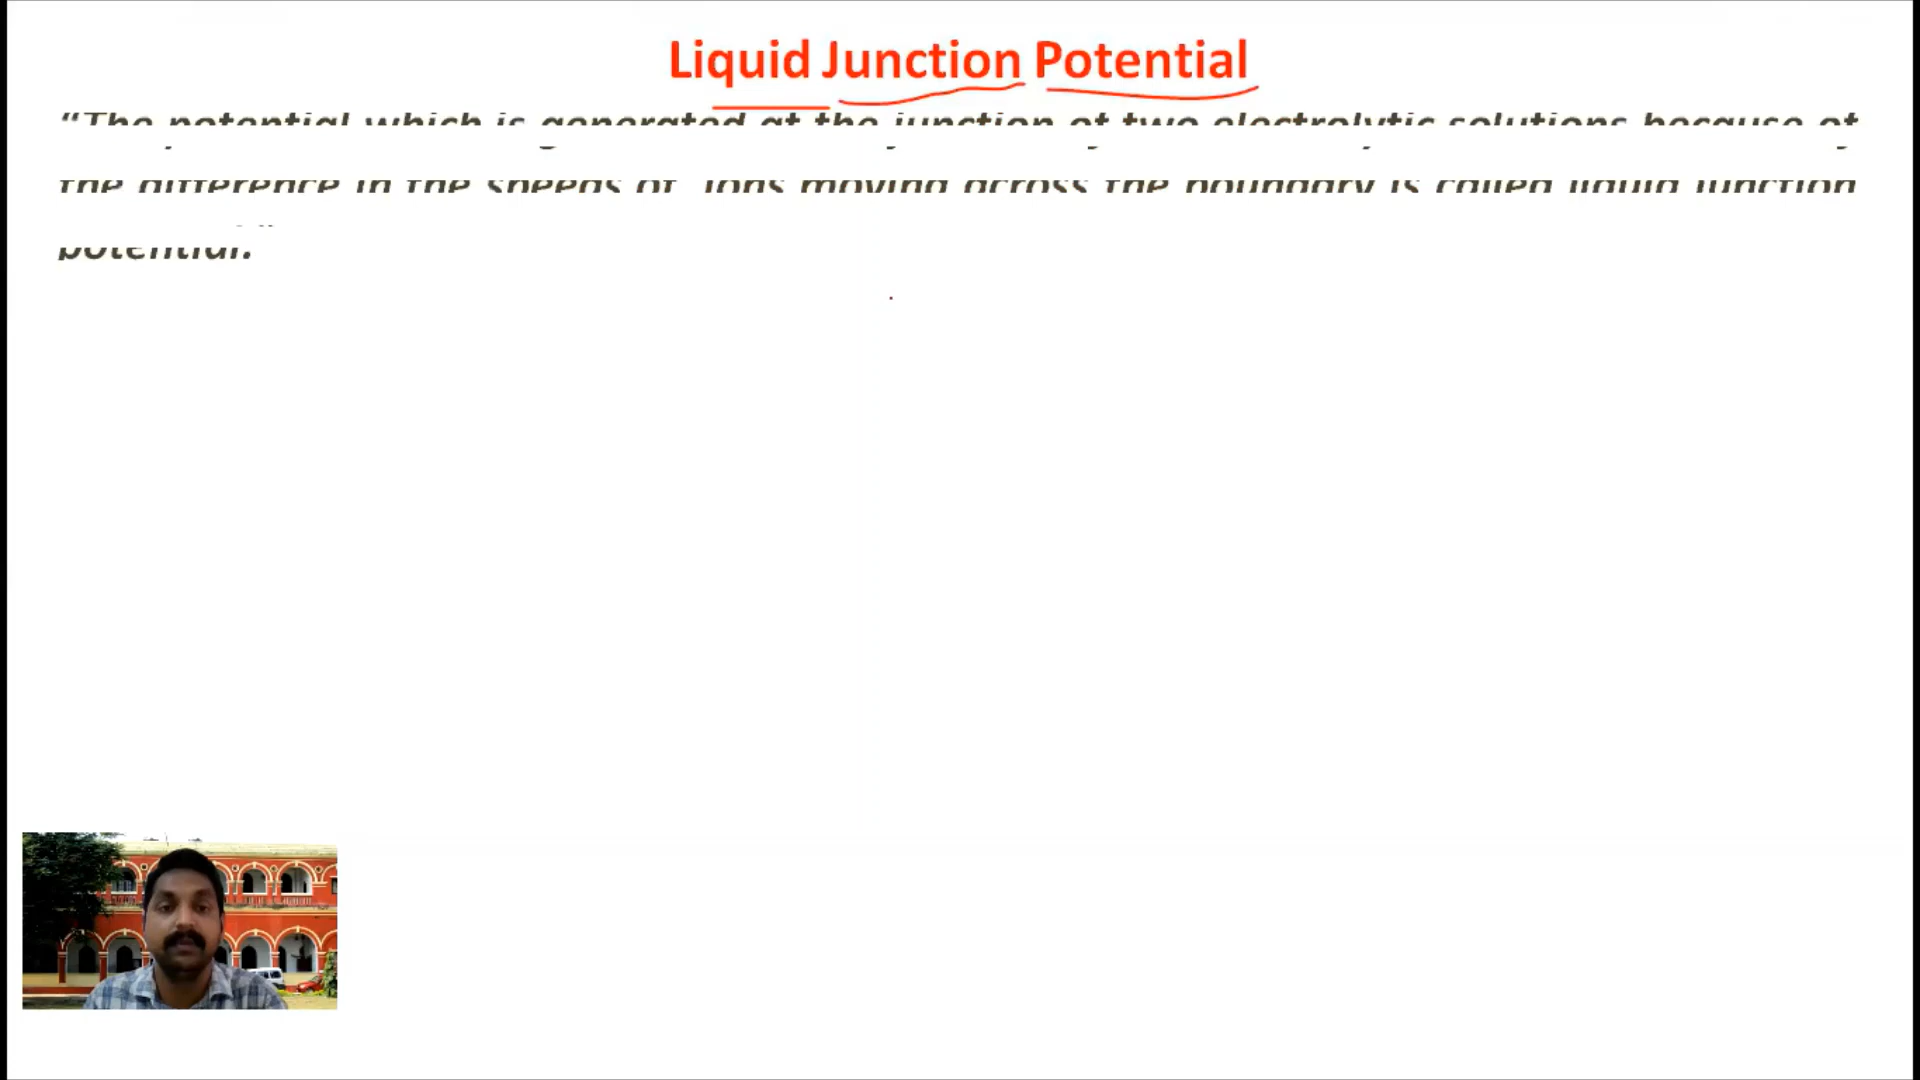 Liquid Junction Potential
“The potential which is generated at the junction of two electrolytic solutions because of
the difference in the speeds of ions moving across the boundary is called liquid junction
potential.”